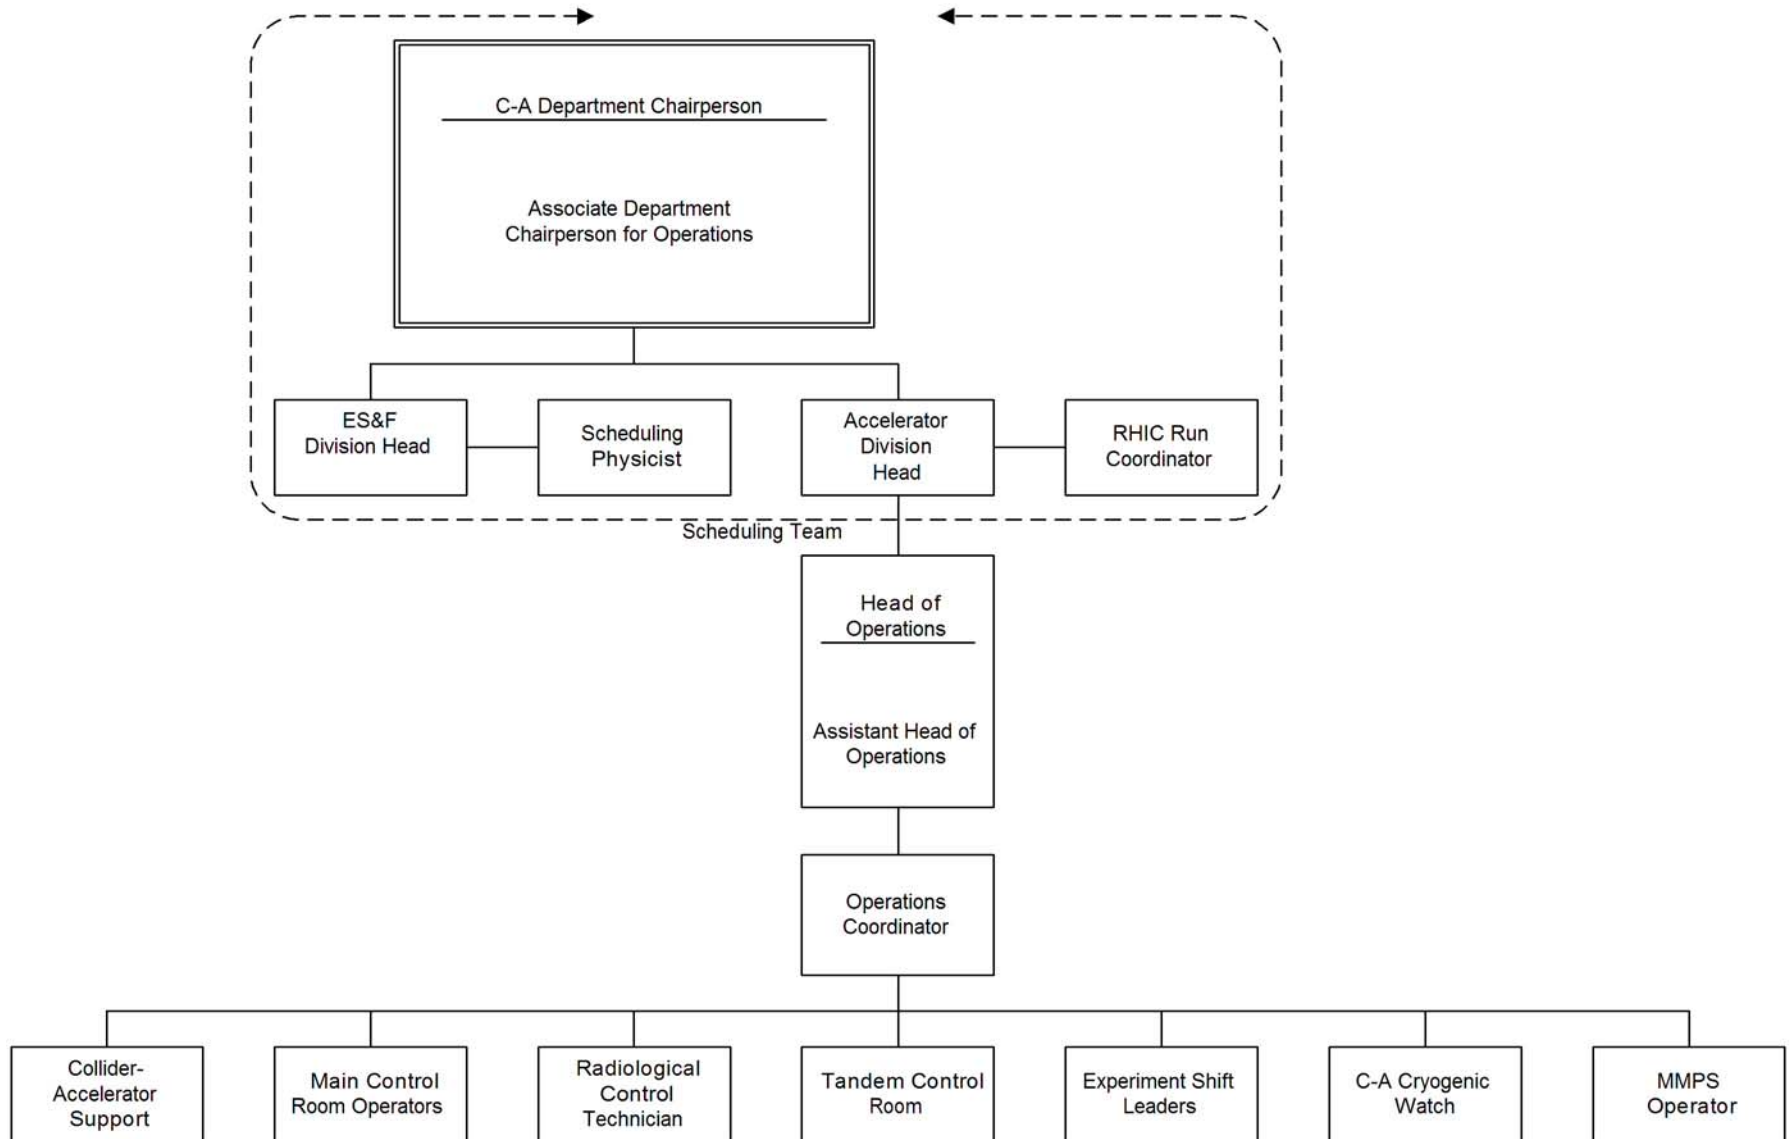 C-A Department Chairperson
Associate Department
Chairperson for Operations
ES&F
Division Head
Scheduling
Physicist
Accelerator
Division
Head
RHIC Run
Coordinator
Scheduling Team
Head of
Operations
Assistant Head of
Operations
Operations
Coordinator
Collider-
Accelerator
Support
Main Control
Room Operators
Radiological
Control
Technician
Tandem Control
Room
Experiment Shift
Leaders
C-A Cryogenic
Watch
MMPS
Operator